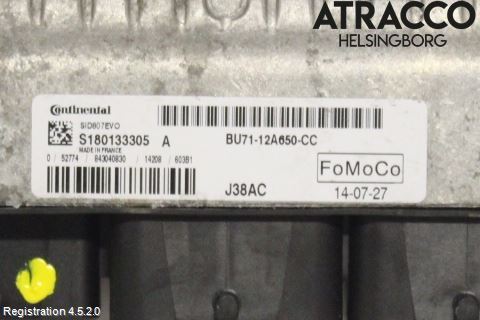 ATRACCO
HELSINGBORG
Continental
SID807EVO
S180133305 A
MADE IN FRANCE
0 / 52774 / 843040830 / 14208 / 603B1
BU71-12A650-CC
J38AC
FoMoCo
14-07-27
Registration 4.5.2.0